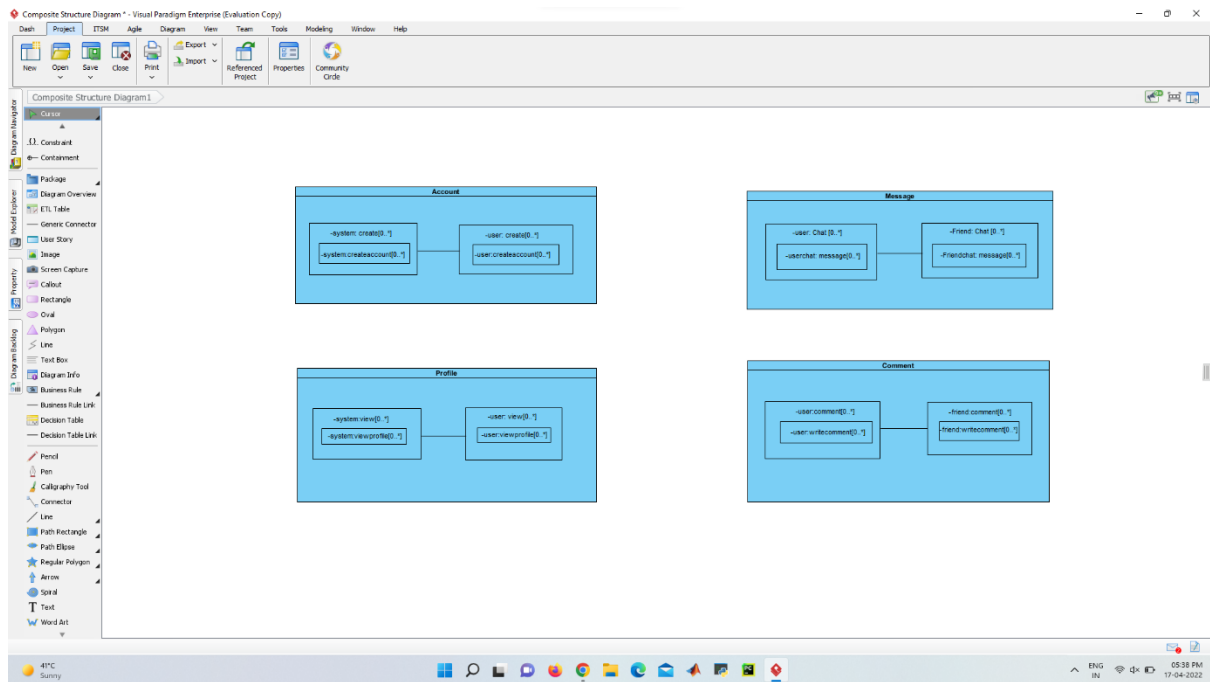 Composite Structure Diagram * - Visual Paradigm Enterprise (Evaluation Copy)
Dash Project ITSM Agile Diagram View Team Tools Modeling Window Help
New Open Save Close Print Export Import Referenced Project Properties Community Circle
Composite Structure Diagram1
Diagram Navigator
Model Explorer
Property
Diagram Backlog
Cursor
Constraint
Containment
Package
Diagram Overview
ETL Table
Generic Connector
User Story
Image
Screen Capture
Callout
Rectangle
Oval
Polygon
Line
Text Box
Diagram Info
Business Rule
Business Rule Link
Decision Table
Decision Table Link
Pencil
Pen
Calligraphy Tool
Connector
Line
Path Rectangle
Path Ellipse
Regular Polygon
Arrow
Spiral
Text
Word Art
Account
-system: create[0..*]
-system:createaccount[0..*]
-user: create[0..*]
-user:createaccount[0..*]
Message
-user: Chat [0..*]
-userchat: message[0..*]
-Friend: Chat [0..*]
-Friendchat: message[0..*]
Profile
-system:view[0..*]
-system:viewprofile[0..*]
-user: view[0..*]
-user:viewprofile[0..*]
Comment
-user:comment[0..*]
-user:writecomment[0..*]
-friend:comment[0..*]
-friend:writecomment[0..*]
41°C
Sunny
ENG
IN
05:38 PM
17-04-2022